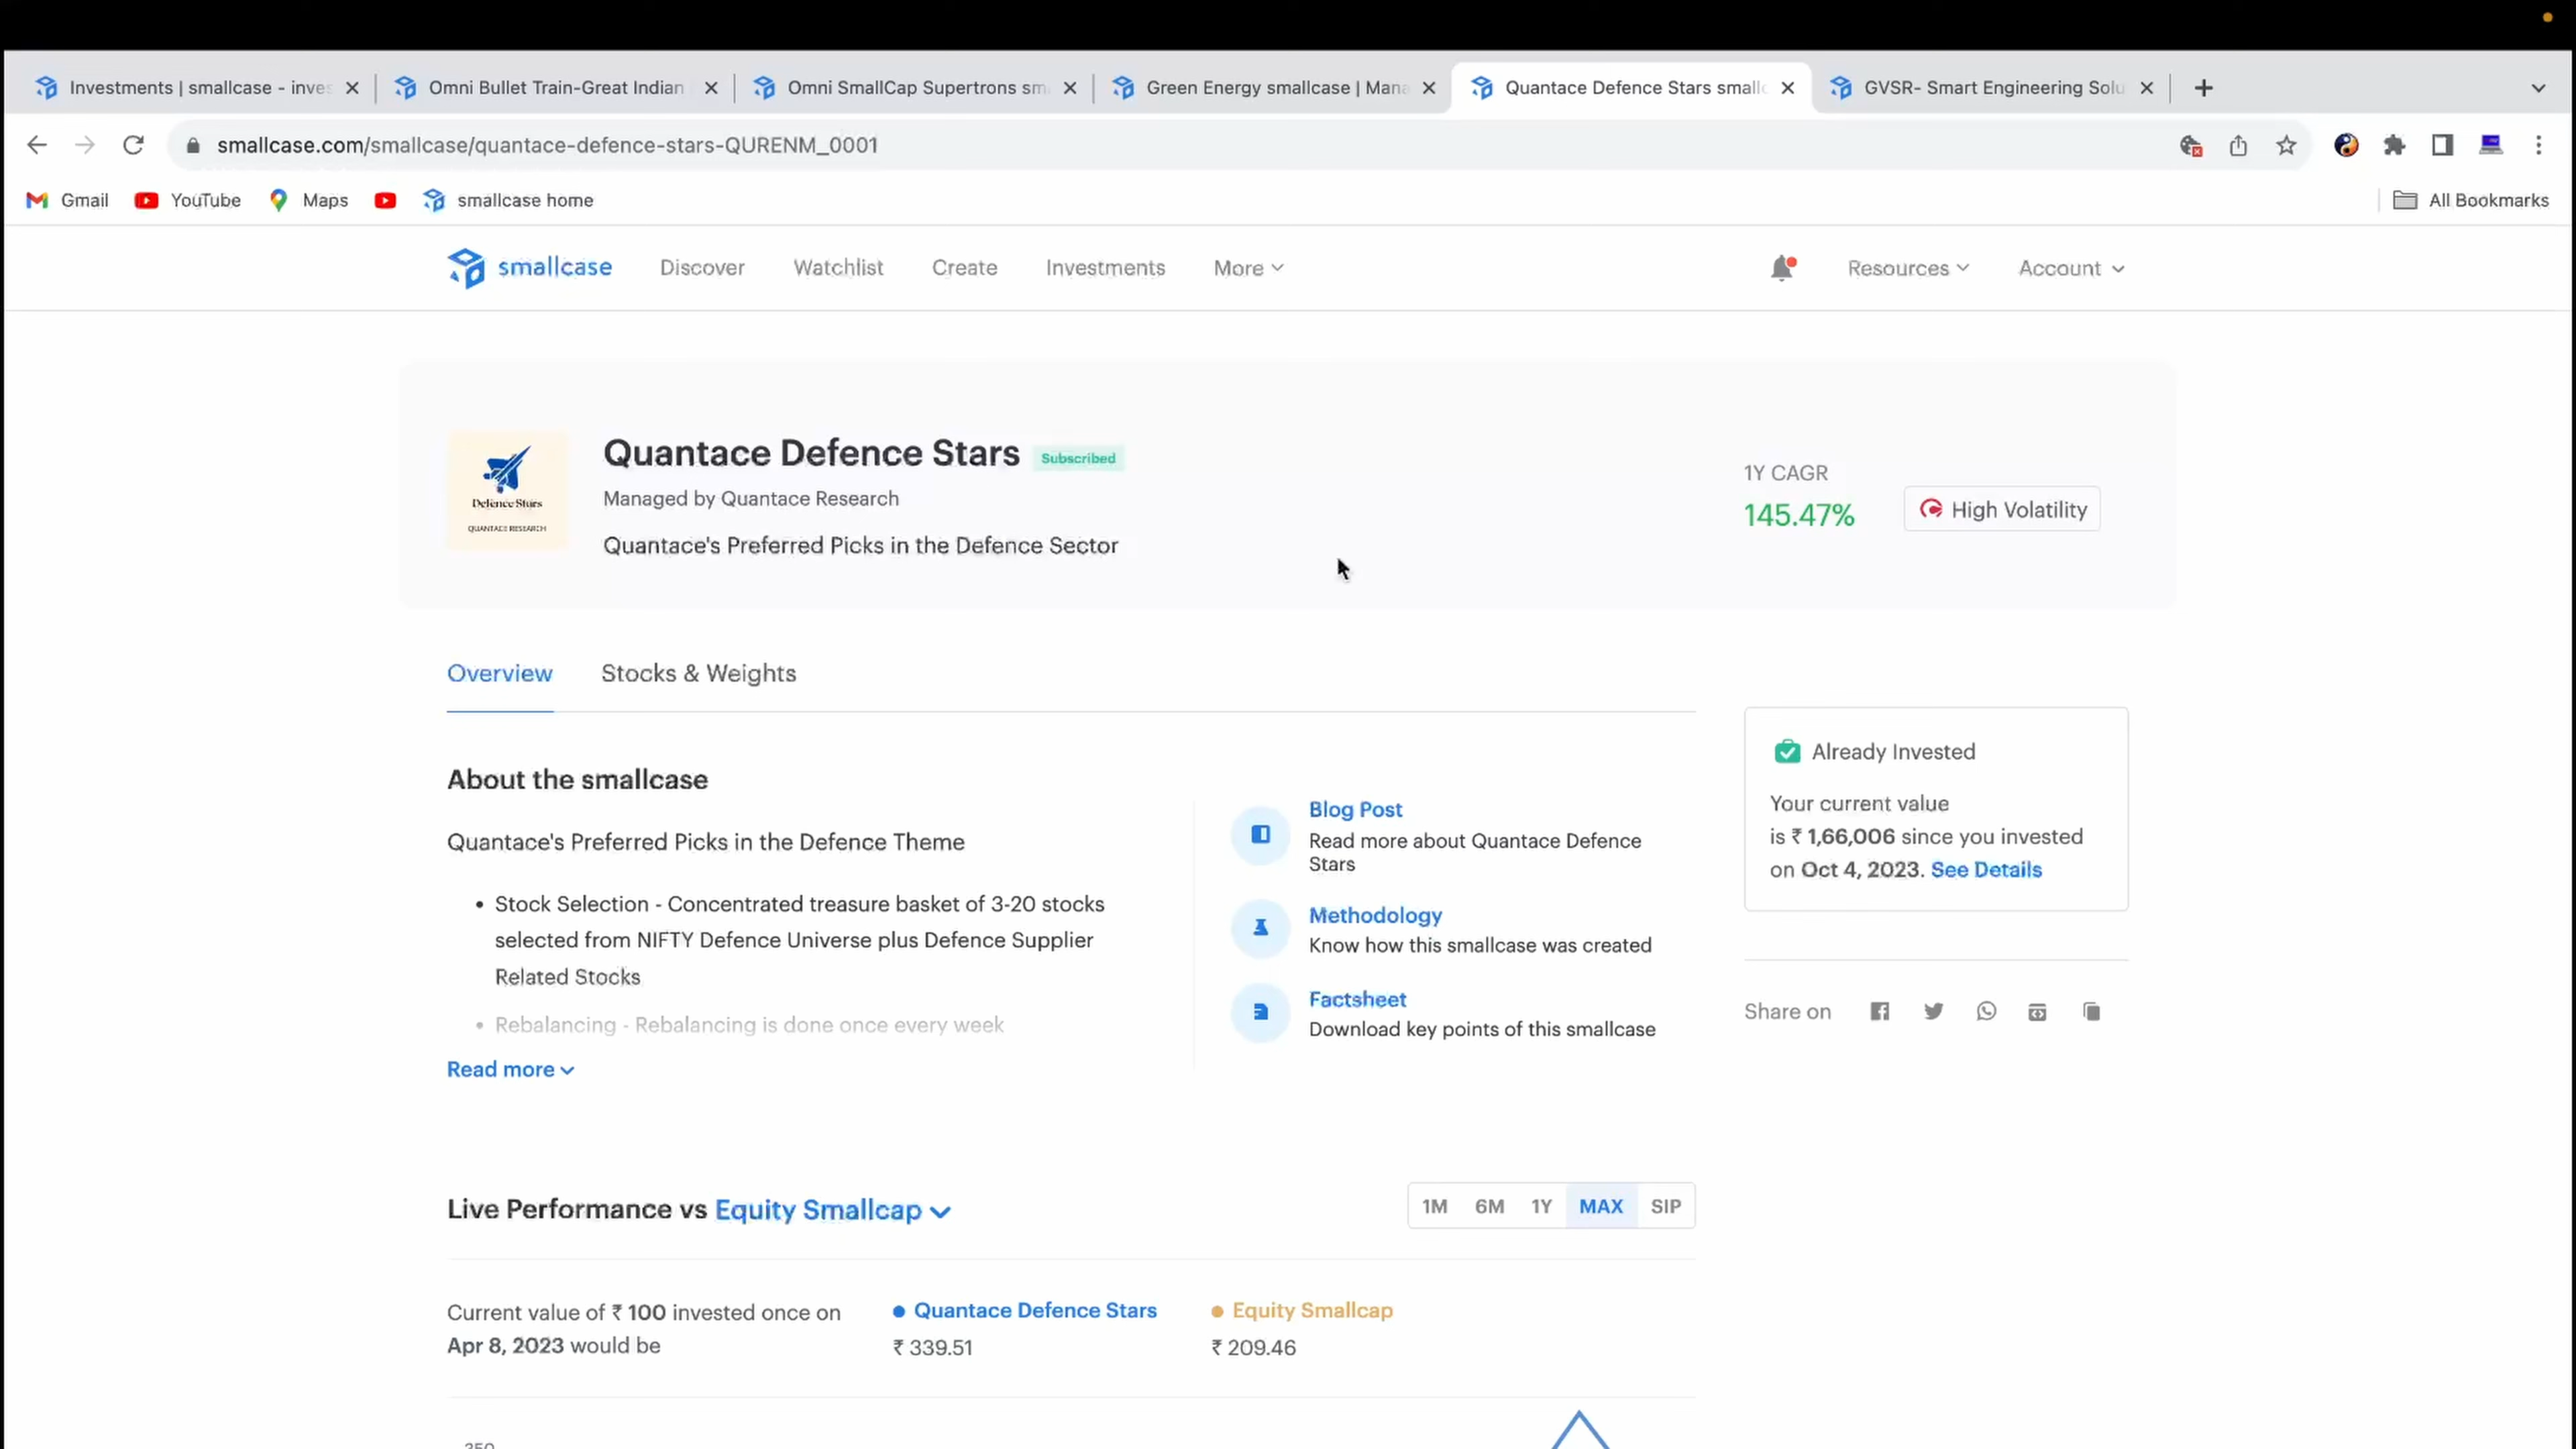 Investments | smallcase - inves
Omni Bullet Train-Great Indian
Omni SmallCap Supertrons sm
Green Energy smallcase | Mana
Quantace Defence Stars smallc
GVSR- Smart Engineering Solu
smallcase.com/smallcase/quantace-defence-stars-QURENM_0001
Gmail
YouTube
Maps
smallcase home
All Bookmarks
smallcase
Discover
Watchlist
Create
Investments
More
Resources
Account
Defence Stars
QUANTACE RESEARCH
Quantace Defence Stars
Subscribed
Managed by Quantace Research
Quantace's Preferred Picks in the Defence Sector
1Y CAGR
145.47%
High Volatility
Overview
Stocks & Weights
About the smallcase
Quantace's Preferred Picks in the Defence Theme
• Stock Selection - Concentrated treasure basket of 3-20 stocks
selected from NIFTY Defence Universe plus Defence Supplier
Related Stocks
• Rebalancing - Rebalancing is done once every week
Read more
Blog Post
Read more about Quantace Defence
Stars
Methodology
Know how this smallcase was created
Factsheet
Download key points of this smallcase
Already Invested
Your current value
is ₹ 1,66,006 since you invested
on Oct 4, 2023. See Details
Share on
Live Performance vs Equity Smallcap
1M
6M
1Y
MAX
SIP
Current value of ₹ 100 invested once on
Apr 8, 2023 would be
Quantace Defence Stars
₹ 339.51
Equity Smallcap
₹ 209.46
350